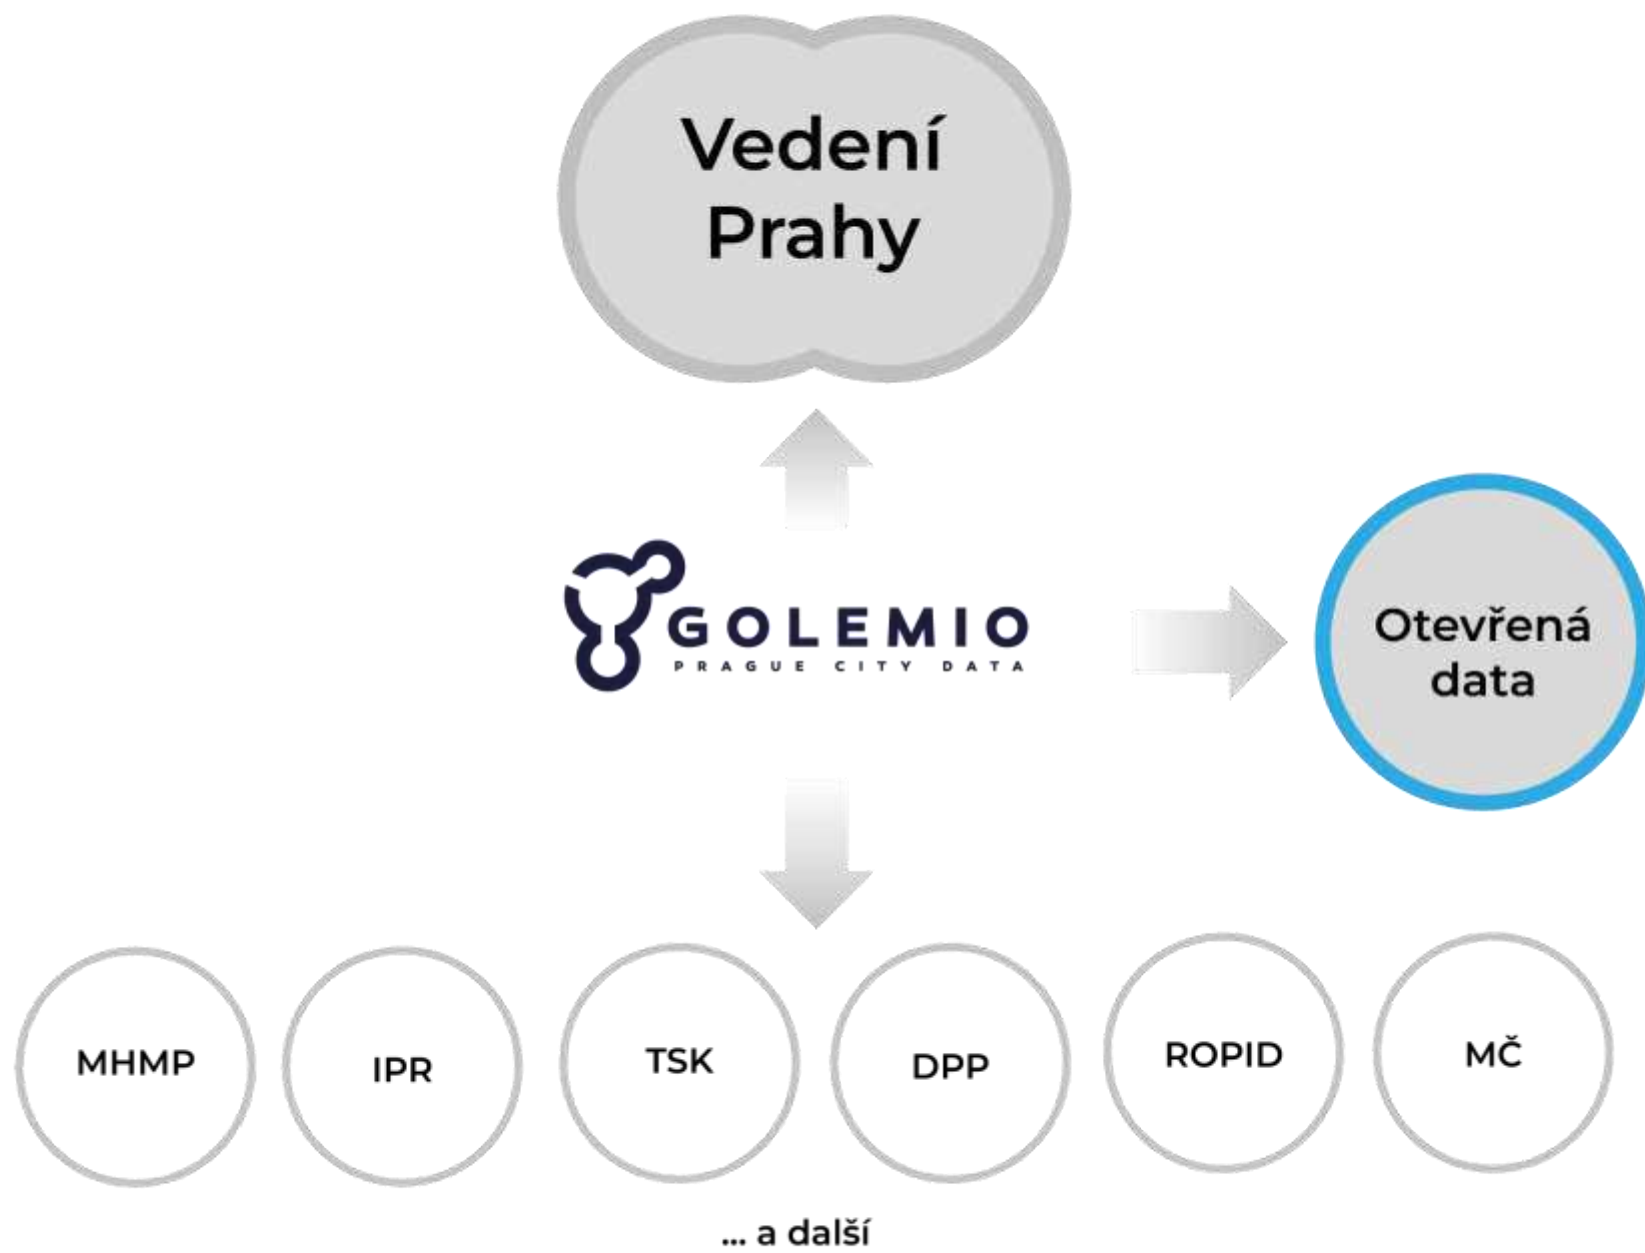 Vedení
Prahy
GOLEMIO
PRAGUE CITY DATA
Otevřená
data
MHMP
IPR
TSK
DPP
ROPID
MČ
... a další